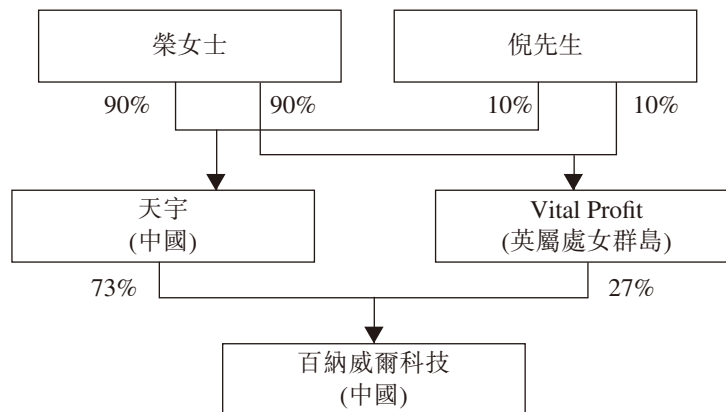 榮女士
倪先生
90%
90%
10%
10%
天宇
(中國)
Vital Profit
(英屬處女群島)
73%
27%
百納威爾科技
(中國)